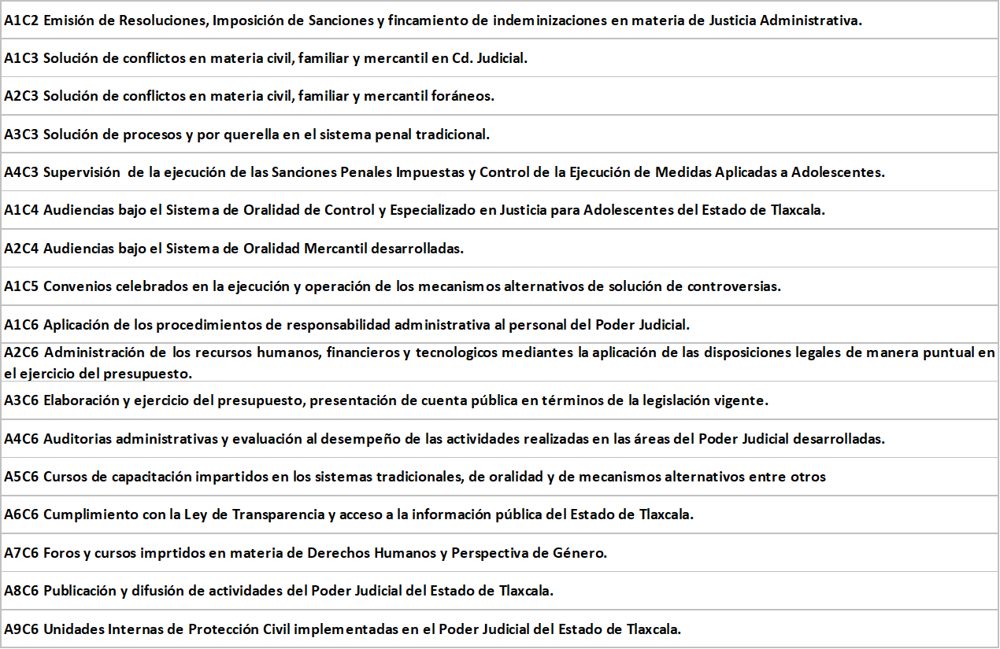 A1C2 Emisión de Resoluciones, Imposición de Sanciones y fincamiento de indeminizaciones en materia de Justicia Administrativa.
A1C3 Solución de conflictos en materia civil, familiar y mercantil en Cd. Judicial.
A2C3 Solución de conflictos en materia civil, familiar y mercantil foráneos.
A3C3 Solución de procesos y por querella en el sistema penal tradicional.
A4C3 Supervisión de la ejecución de las Sanciones Penales Impuestas y Control de la Ejecución de Medidas Aplicadas a Adolescentes.
A1C4 Audiencias bajo el Sistema de Oralidad de Control y Especializado en Justicia para Adolescentes del Estado de Tlaxcala.
A2C4 Audiencias bajo el Sistema de Oralidad Mercantil desarrolladas.
A1C5 Convenios celebrados en la ejecución y operación de los mecanismos alternativos de solución de controversias.
A1C6 Aplicación de los procedimientos de responsabilidad administrativa al personal del Poder Judicial.
A2C6 Administración de los recursos humanos, financieros y tecnologicos mediantes la aplicación de las disposiciones legales de manera puntual en
el ejercicio del presupuesto.
A3C6 Elaboración y ejercicio del presupuesto, presentación de cuenta pública en términos de la legislación vigente.
A4C6 Auditorias administrativas y evaluación al desempeño de las actividades realizadas en las áreas del Poder Judicial desarrolladas.
A5C6 Cursos de capacitación impartidos en los sistemas tradicionales, de oralidad y de mecanismos alternativos entre otros
A6C6 Cumplimiento con la Ley de Transparencia y acceso a la información pública del Estado de Tlaxcala.
A7C6 Foros y cursos imprtidos en materia de Derechos Humanos y Perspectiva de Género.
A8C6 Publicación y difusión de actividades del Poder Judicial del Estado de Tlaxcala.
A9C6 Unidades Internas de Protección Civil implementadas en el Poder Judicial del Estado de Tlaxcala.